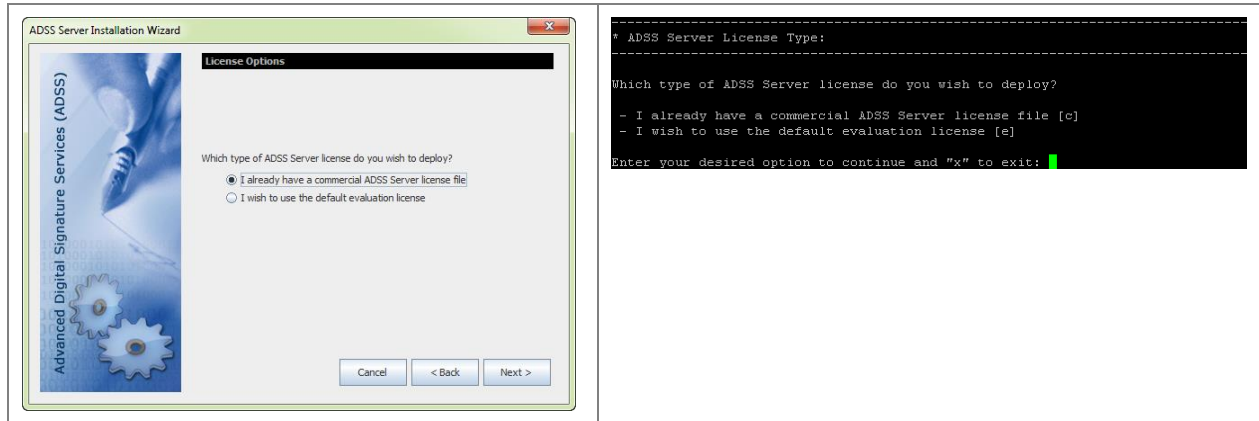 ADSS Server Installation Wizard
Advanced Digital Signature Services (ADSS)
License Options
Which type of ADSS Server license do you wish to deploy?
I already have a commercial ADSS Server license file
I wish to use the default evaluation license
Cancel
< Back
Next >
* ADSS Server License Type:
Which type of ADSS Server license do you wish to deploy?
- I already have a commercial ADSS Server license file [c]
- I wish to use the default evaluation license [e]
Enter your desired option to continue and "x" to exit: